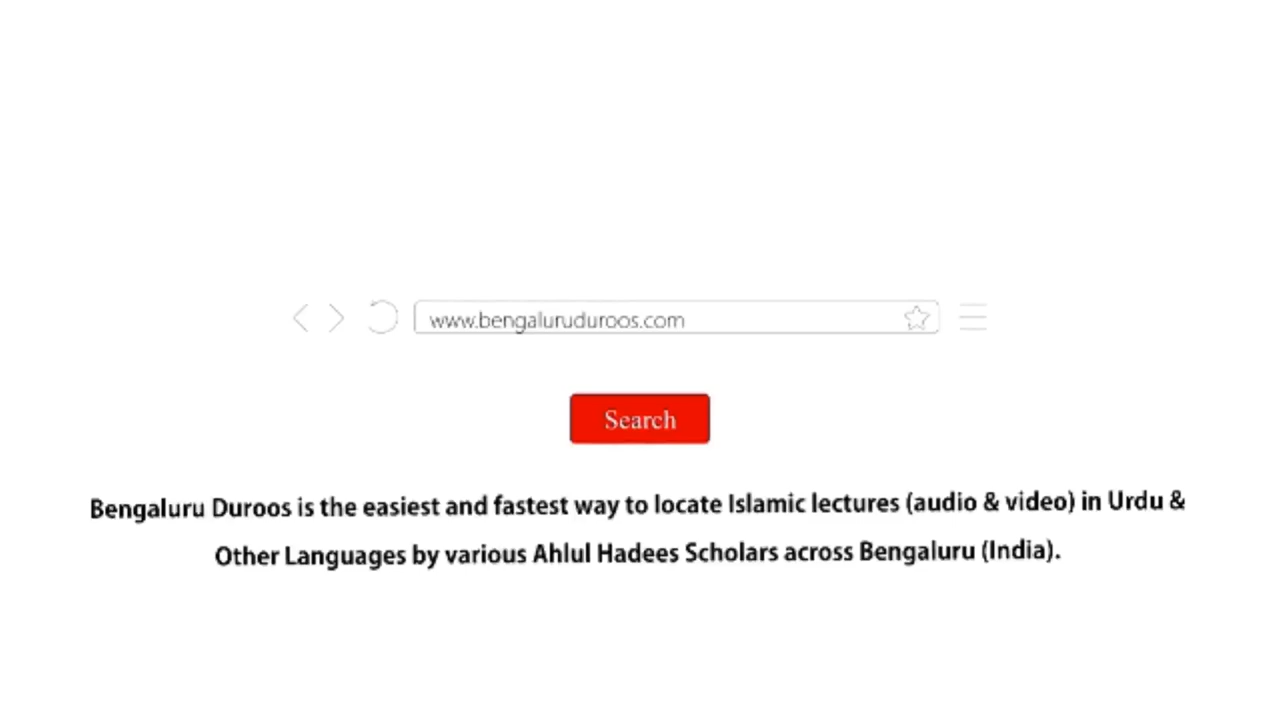 www.bengaluruduroos.com
Search
Bengaluru Duroos is the easiest and fastest way to locate Islamic lectures (audio & video) in Urdu &
Other Languages by various Ahlul Hadees Scholars across Bengaluru (India).